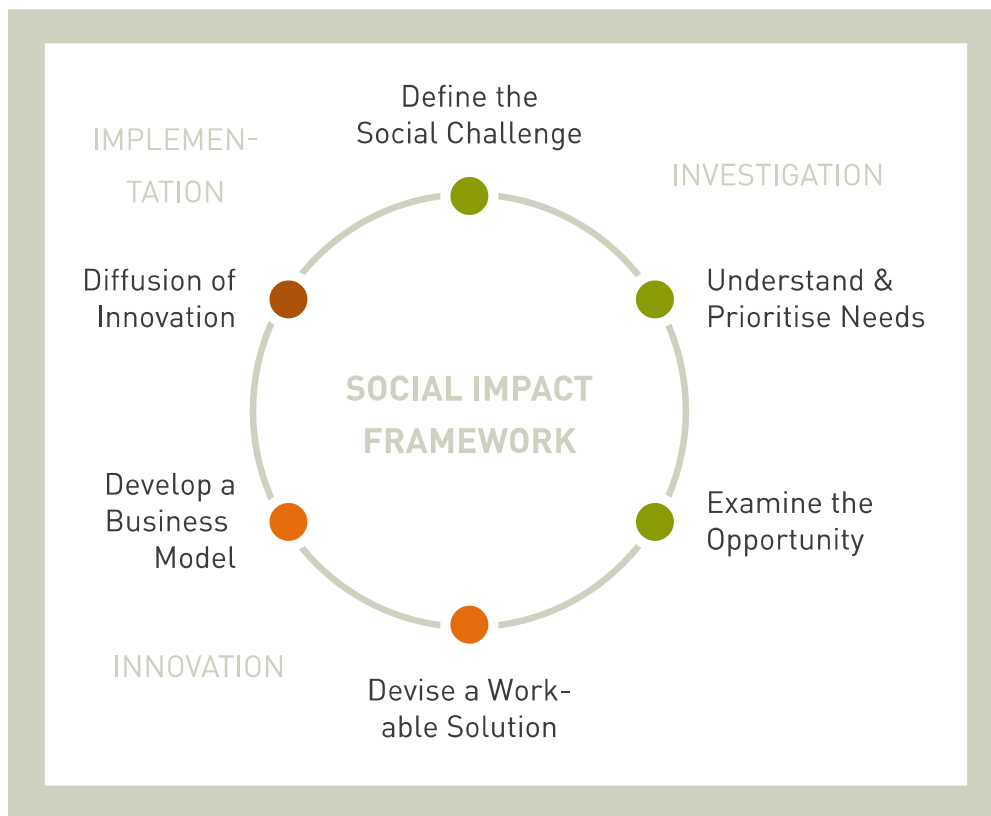 Define the
Social Challenge
IMPLEMEN-
TATION
INVESTIGATION
Diffusion of
Innovation
Understand &
Prioritise Needs
SOCIAL IMPACT
FRAMEWORK
Develop a
Business
Model
Examine the
Opportunity
INNOVATION
Devise a Work-
able Solution